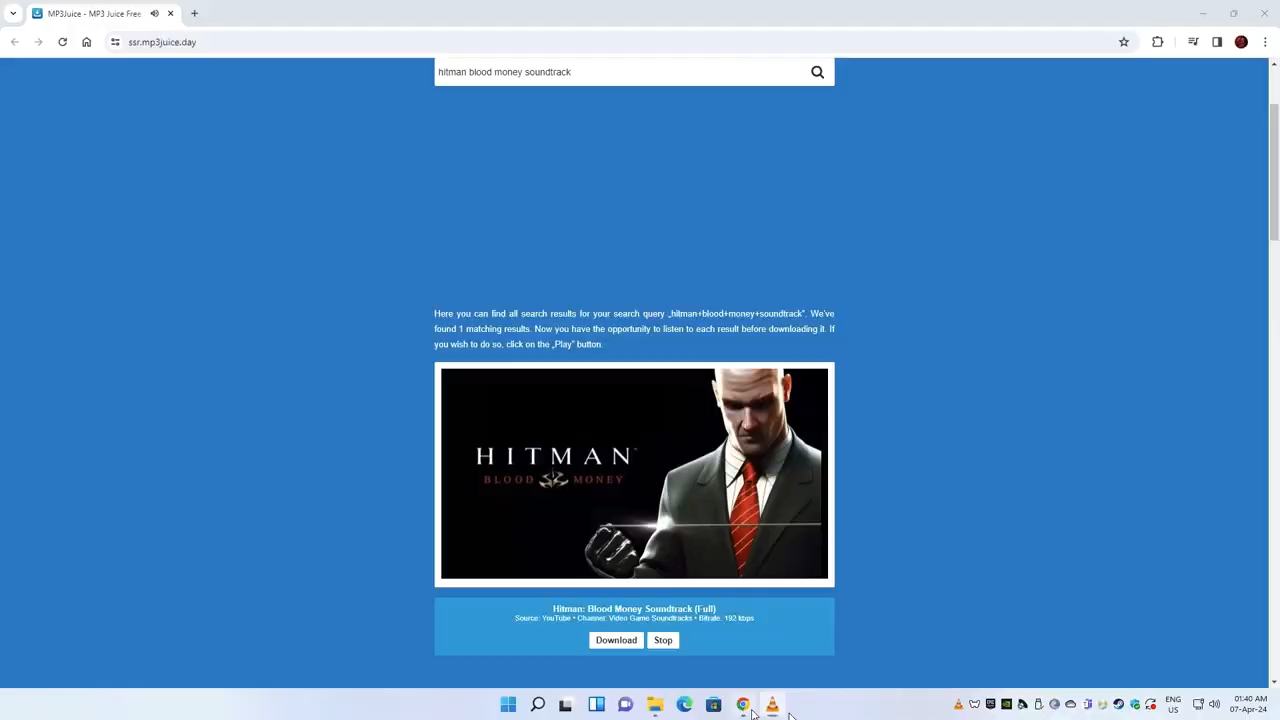 MP3Juice - MP3 Juice Free
ssr.mp3juice.day
hitman blood money soundtrack
Here you can find all search results for your search query „hitman+blood+money+soundtrack“. We've
found 1 matching results. Now you have the opportunity to listen to each result before downloading it. If
you wish to do so, click on the „Play“ button.
HITMAN
BLOOD MONEY
Hitman: Blood Money Soundtrack (Full)
Source: YouTube • Channel: Video Game Soundtracks • Bitrate: 192 kbps
Download Stop
ENG
US
01:40 AM
07-Apr-24